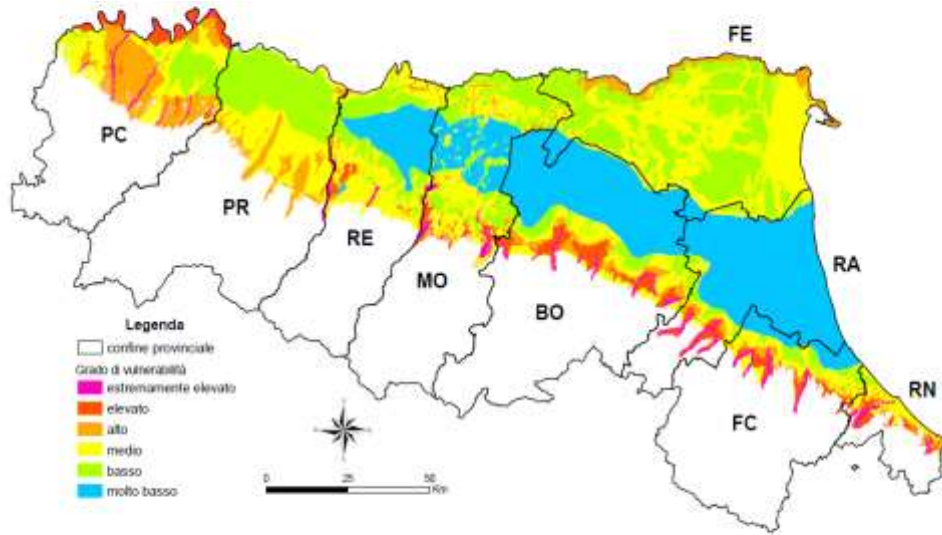 FE
PC
PR
RE
MO
BO
RA
RN
FC
Legenda
confine provinciale
Grado di vulnerabilità
estremamente elevato
elevato
alto
medio
basso
molto basso
0 25 50
Km